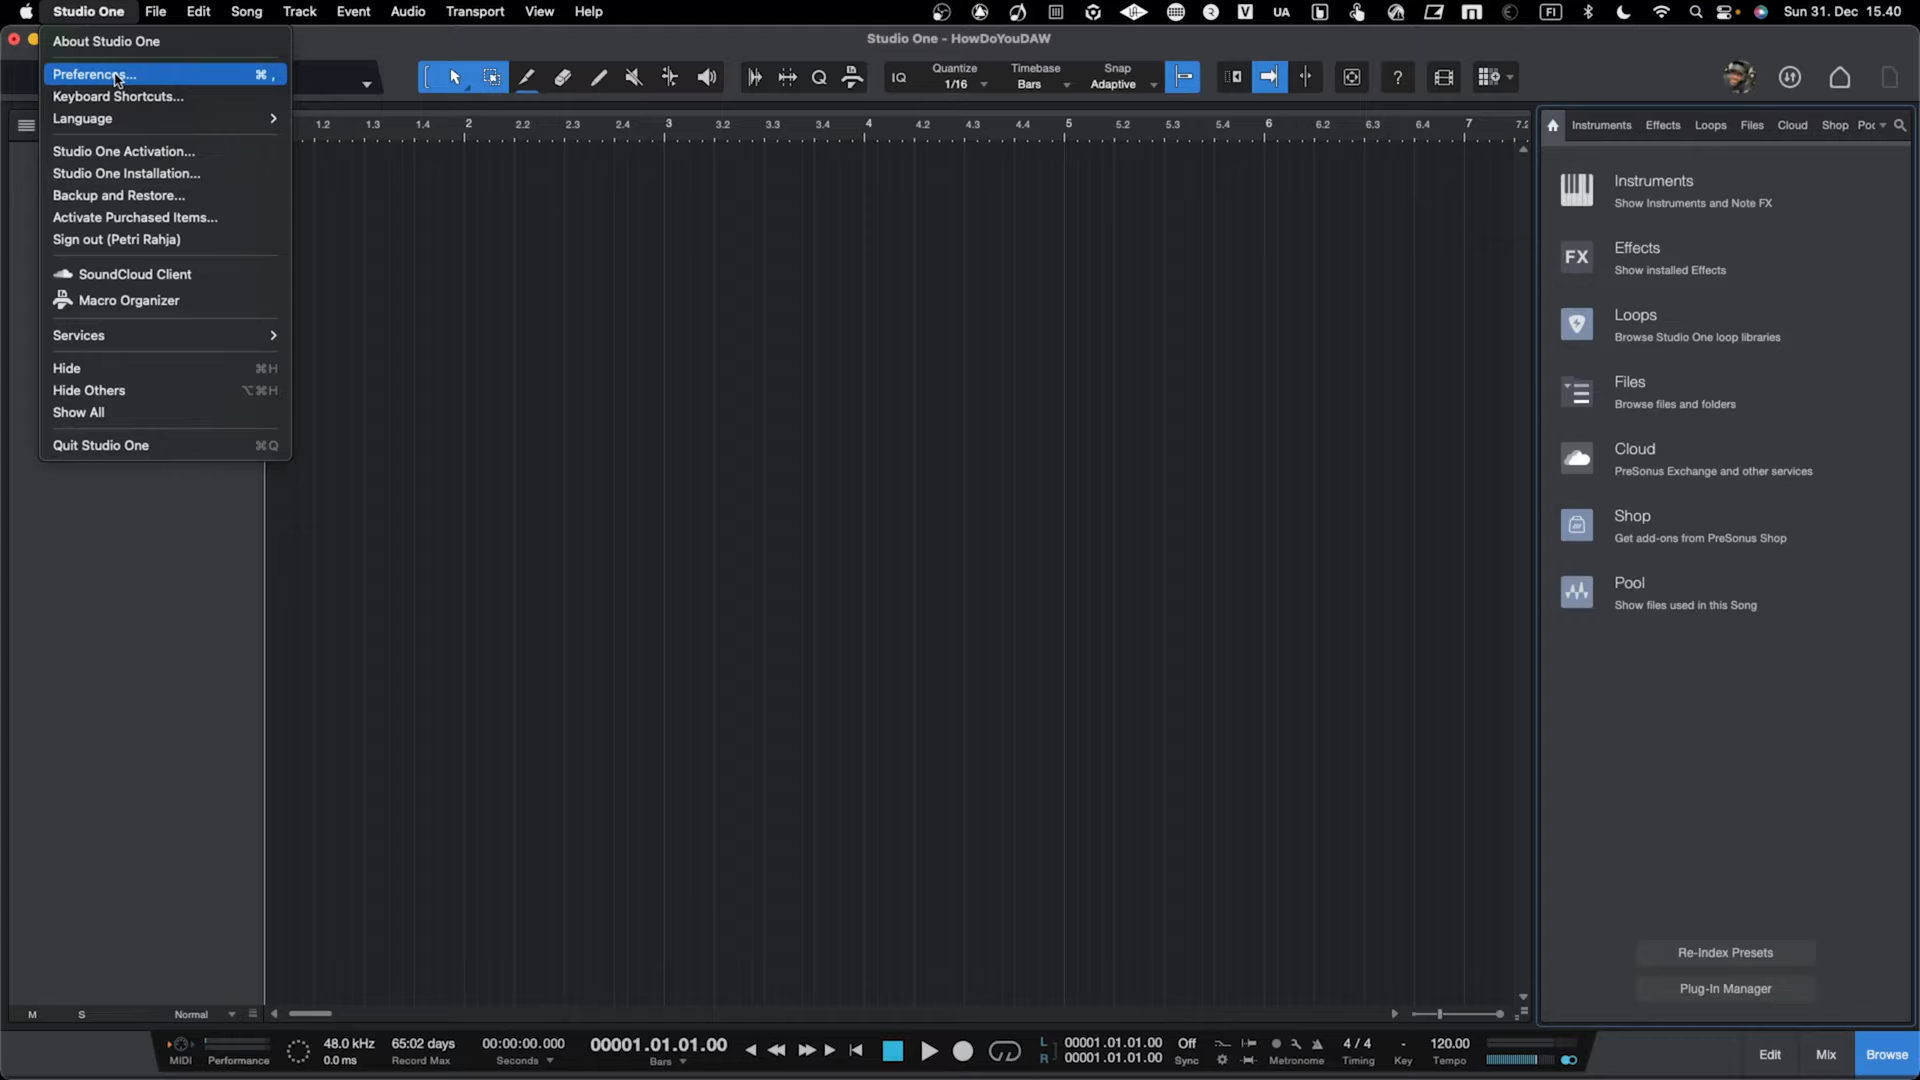 Studio One File Edit Song Track Event Audio Transport View Help UA FI Sun 31. Dec 15.40
Studio One - HowDoYouDAW
About Studio One
Preferences... ⌘ ,
Keyboard Shortcuts...
Language
Studio One Activation...
Studio One Installation...
Backup and Restore...
Activate Purchased Items...
Sign out (Petri Rahja)
SoundCloud Client
Macro Organizer
Services
Hide ⌘H
Hide Others ⌥⌘H
Show All
Quit Studio One ⌘Q
IQ
Quantize
1/16
Timebase
Bars
Snap
Adaptive
?
1.2 1.3 1.4 2 2.2 2.3 2.4 3 3.2 3.3 3.4 4 4.2 4.3 4.4 5 5.2 5.3 5.4 6 6.2 6.3 6.4 7 7.2
Instruments Effects Loops Files Cloud Shop Poc
Instruments
Show Instruments and Note FX
FX
Effects
Show installed Effects
Loops
Browse Studio One loop libraries
Files
Browse files and folders
Cloud
PreSonus Exchange and other services
Shop
Get add-ons from PreSonus Shop
Pool
Show files used in this Song
Re-Index Presets
Plug-In Manager
M S Normal
MIDI
Performance
48.0 kHz
0.0 ms
65:02 days
Record Max
00:00:00.000
Seconds
00001.01.01.00
Bars
L 00001.01.01.00
R 00001.01.01.00
Off
Sync
Metronome
4 / 4
Timing
-
Key
120.00
Tempo
Edit Mix Browse